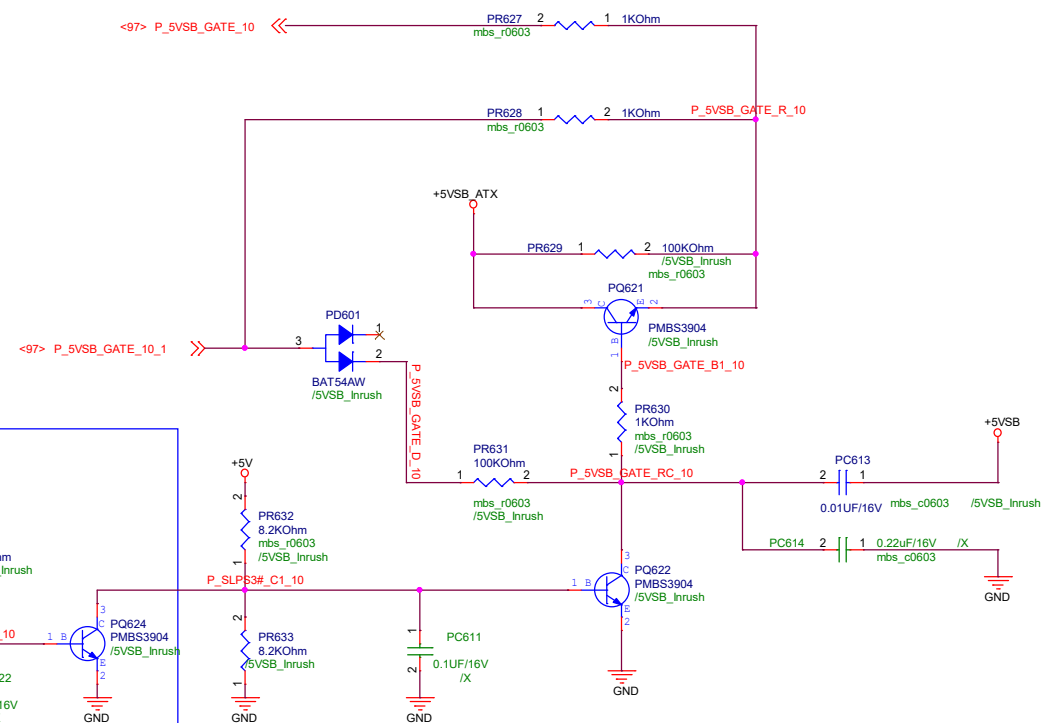 <97> P_5VSB_GATE_10
PR627 2 1 1KOhm
mbs_r0603
PR628 1 2 1KOhm P_5VSB_GATE_R_10
mbs_r0603
+5VSB_ATX
PR629 1 2 100KOhm
/5VSB_Inrush
mbs_r0603
PQ621
3 C E 2
PMBS3904
/5VSB_Inrush
1 B
P_5VSB_GATE_B1_10
PD601
<97> P_5VSB_GATE_10_1
3 1
2
BAT54AW
/5VSB_Inrush
P_5VSB_GATE_D_10
2
PR630
1KOhm
mbs_r0603
/5VSB_Inrush
1
PR631
100KOhm
1 2
mbs_r0603
/5VSB_Inrush
P_5VSB_GATE_RC_10
+5VSB
PC613
2 1
0.01UF/16V mbs_c0603 /5VSB_Inrush
PC614 2 1 0.22uF/16V /X
mbs_c0603
GND
+5V
2
PR632
8.2KOhm
mbs_r0603
/5VSB_Inrush
1
P_SLPS3#_C1_10
3
C
PQ622
1 B
PMBS3904
/5VSB_Inrush
E
2
GND
3
C
PQ624
1 B
PMBS3904
/5VSB_Inrush
E
2
GND
2
PR633
8.2KOhm
/5VSB_Inrush
1
GND
1
PC611
0.1UF/16V
2
/X
GND
m
Inrush
_10
22
16V